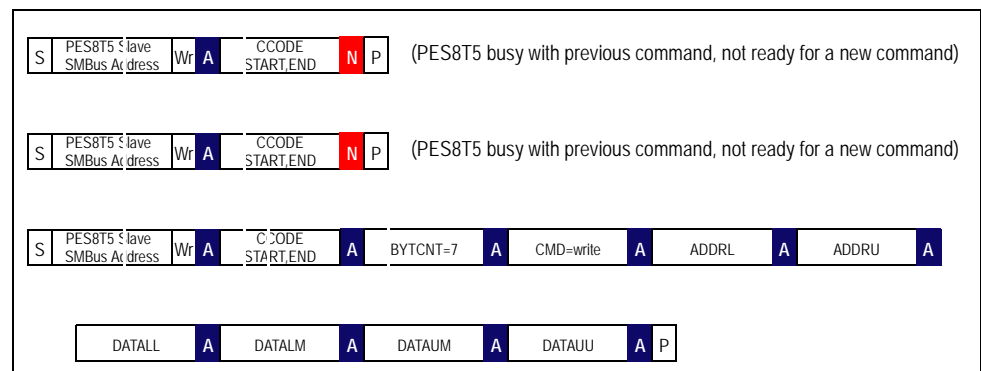 S PES8T5 Slave SMBus Address Wr A CCODE START,END N P (PES8T5 busy with previous command, not ready for a new command)
S PES8T5 Slave SMBus Address Wr A CCODE START,END N P (PES8T5 busy with previous command, not ready for a new command)
S PES8T5 Slave SMBus Address Wr A CCODE START,END A BYTCNT=7 A CMD=write A ADDRL A ADDRU A
DATALL A DATALM A DATAUM A DATAUU A P